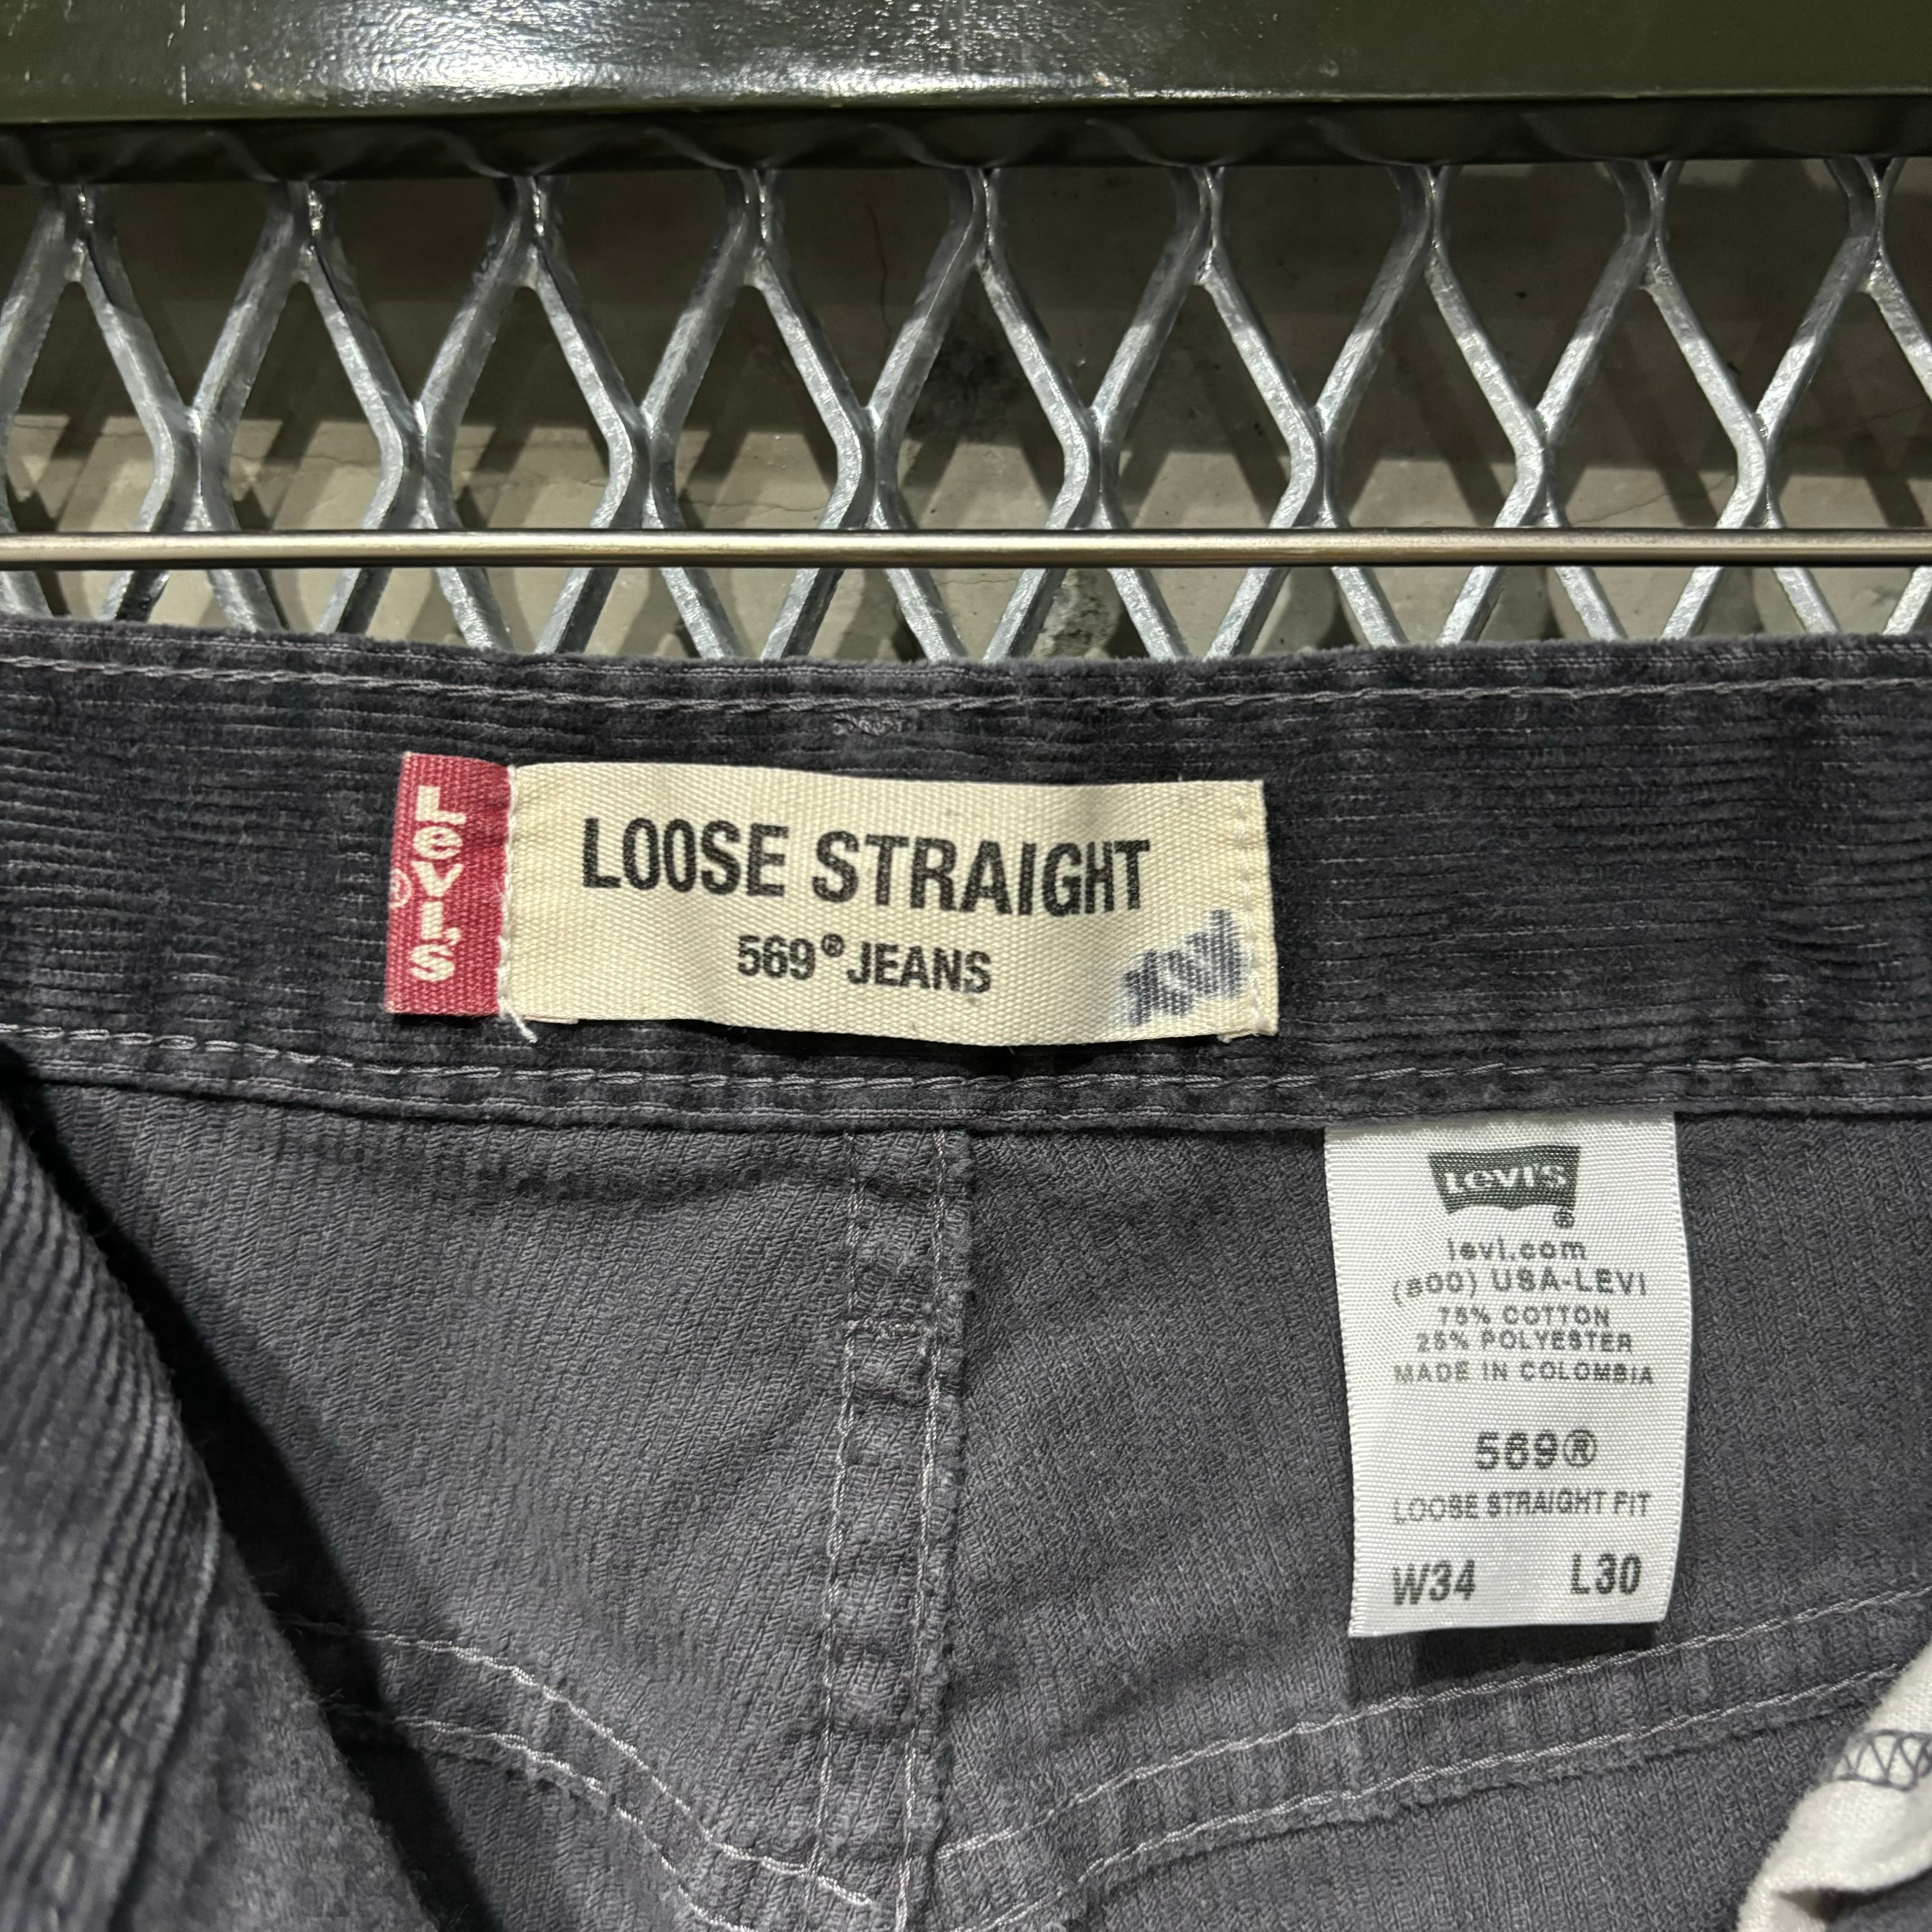 Levi's
®
LOOSE STRAIGHT
569® JEANS
Levi's
®
levi.com
(800) USA-LEVI
75% COTTON
25% POLYESTER
MADE IN COLOMBIA
569®
LOOSE STRAIGHT FIT
W34 L30